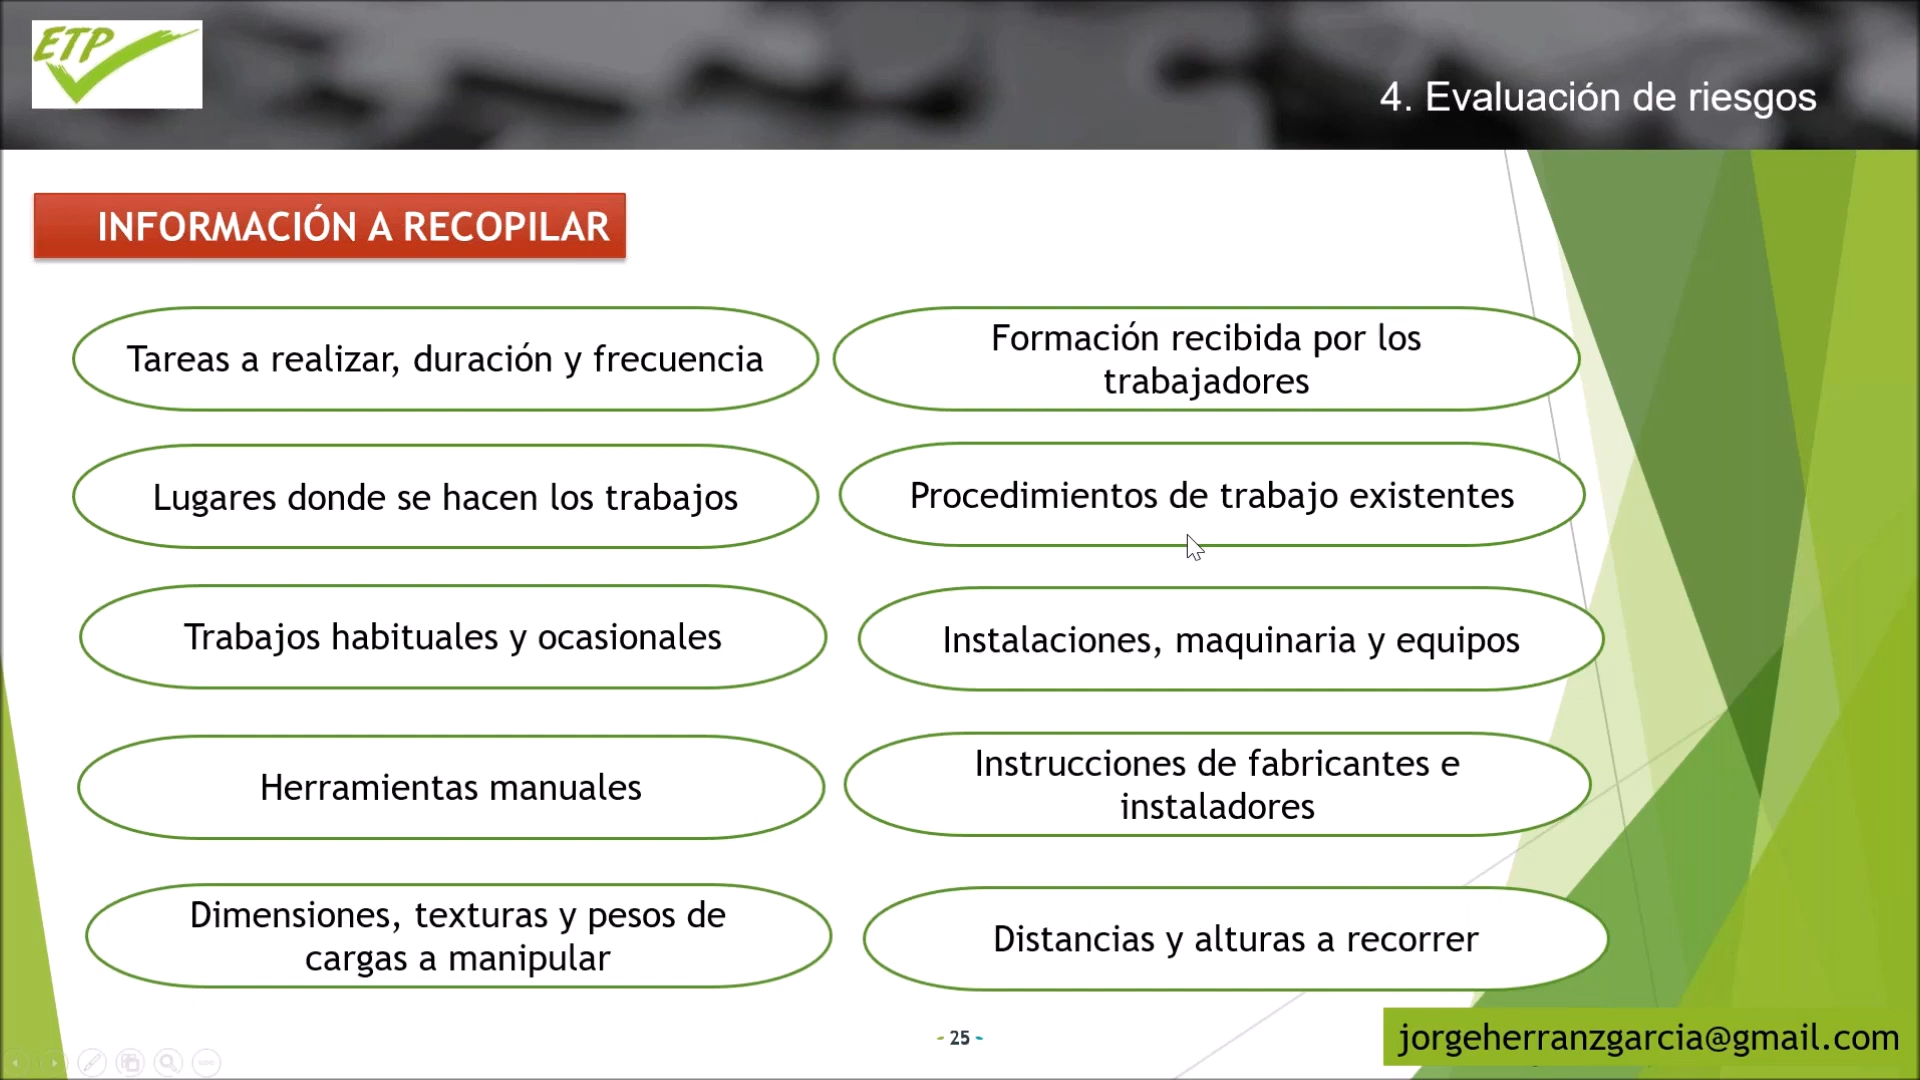 ETP
4. Evaluación de riesgos
INFORMACIÓN A RECOPILAR
Tareas a realizar, duración y frecuencia
Formación recibida por los
trabajadores
Lugares donde se hacen los trabajos
Procedimientos de trabajo existentes
Trabajos habituales y ocasionales
Instalaciones, maquinaria y equipos
Herramientas manuales
Instrucciones de fabricantes e
instaladores
Dimensiones, texturas y pesos de
cargas a manipular
Distancias y alturas a recorrer
- 25 -
jorgeherranzgarcia@gmail.com